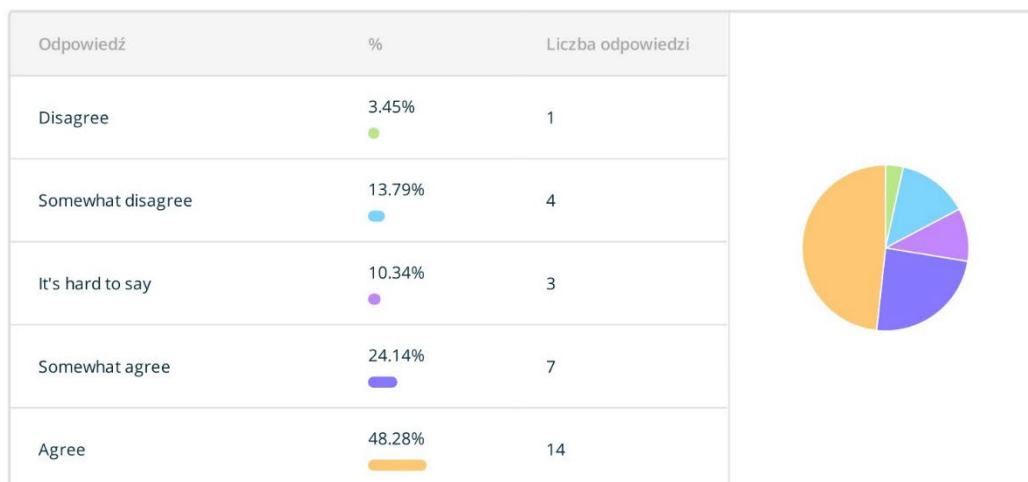 Odpowiedź % Liczba odpowiedzi
Disagree 3.45% 1
Somewhat disagree 13.79% 4
It's hard to say 10.34% 3
Somewhat agree 24.14% 7
Agree 48.28% 14